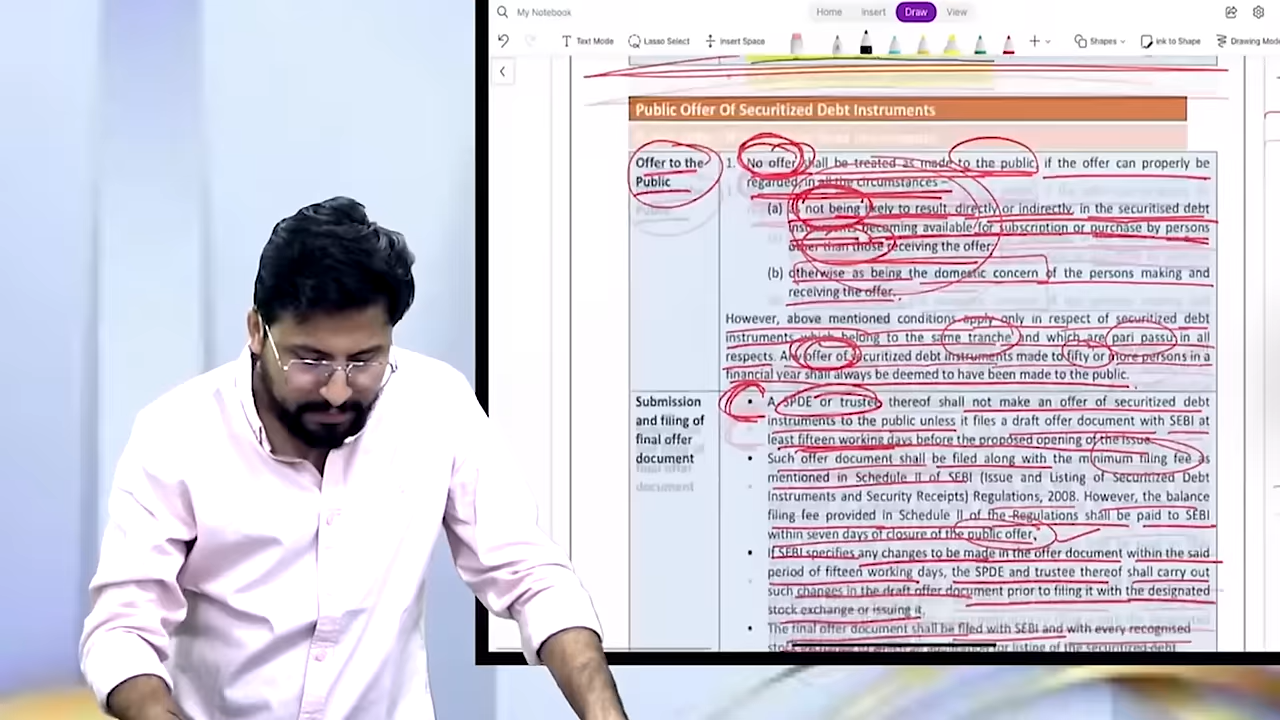 My Notebook
Home Insert Draw View
Text Mode Lasso Select Insert Space Shapes Ink to Shape Drawing Mode
Public Offer Of Securitized Debt Instruments
Offer to the Public
1. No offer shall be treated as made to the public, if the offer can properly be
regarded, in all the circumstances –
(a) as not being likely to result, directly or indirectly, in the securitised debt
instruments becoming available for subscription or purchase by persons
other than those receiving the offer;
(b) otherwise as being the domestic concern of the persons making and
receiving the offer.
However, above mentioned conditions apply only in respect of securitized debt
instruments which belong to the same tranche and which are pari passu in all
respects. An offer of securitized debt instruments made to fifty or more persons in a
financial year shall always be deemed to have been made to the public.
Submission
and filing of
final offer
document
• A SPDE or trustee thereof shall not make an offer of securitized debt
instruments to the public unless it files a draft offer document with SEBI at
least fifteen working days before the proposed opening of the issue.
• Such offer document shall be filed along with the minimum filing fee as
mentioned in Schedule II of SEBI (Issue and Listing of Securitized Debt
Instruments and Security Receipts) Regulations, 2008. However, the balance
filing fee provided in Schedule II of the Regulations shall be paid to SEBI
within seven days of closure of the public offer.
• If SEBI specifies any changes to be made in the offer document within the said
period of fifteen working days, the SPDE and trustee thereof shall carry out
such changes in the draft offer document prior to filing it with the designated
stock exchange or issuing it.
• The final offer document shall be filed with SEBI and with every recognised